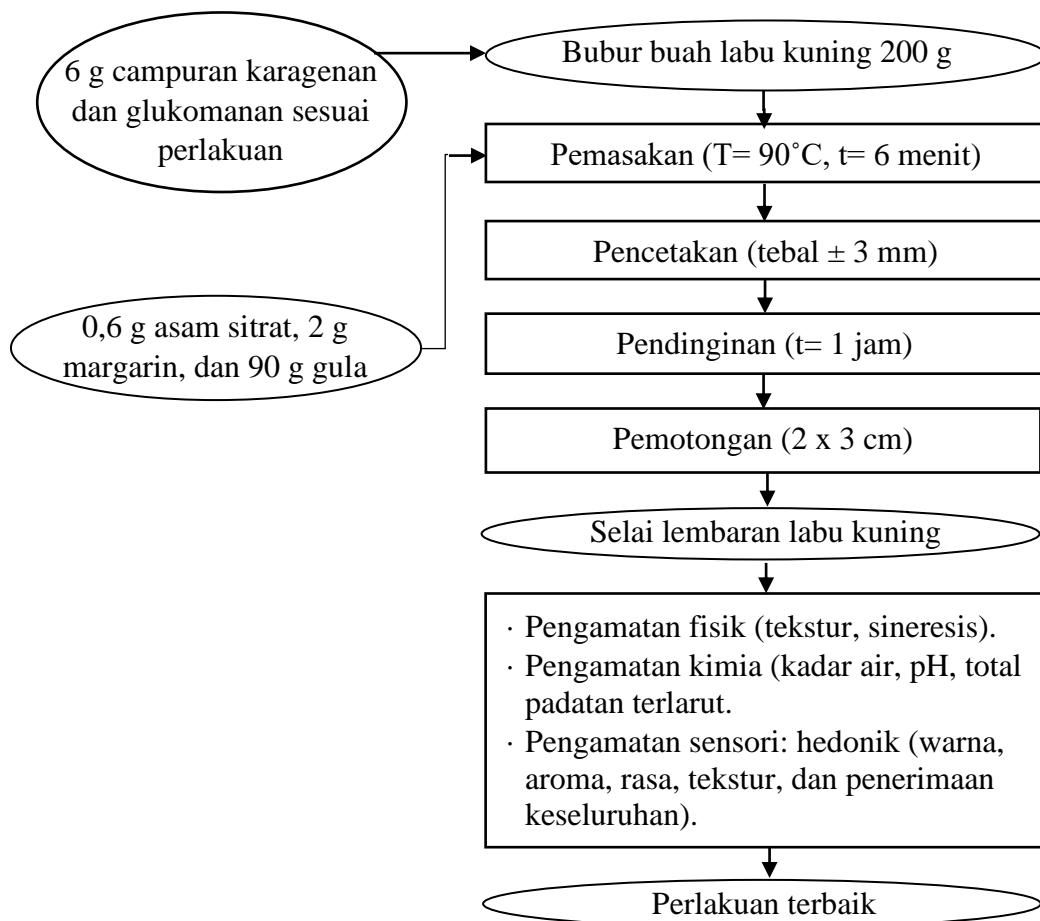 6 g campuran karagenan
dan glukomanan sesuai
perlakuan
Bubur buah labu kuning 200 g
Pemasakan (T= 90˚C, t= 6 menit)
Pencetakan (tebal ± 3 mm)
0,6 g asam sitrat, 2 g
margarin, dan 90 g gula
Pendinginan (t= 1 jam)
Pemotongan (2 x 3 cm)
Selai lembaran labu kuning
· Pengamatan fisik (tekstur, sineresis).
· Pengamatan kimia (kadar air, pH, total
padatan terlarut.
· Pengamatan sensori: hedonik (warna,
aroma, rasa, tekstur, dan penerimaan
keseluruhan).
Perlakuan terbaik